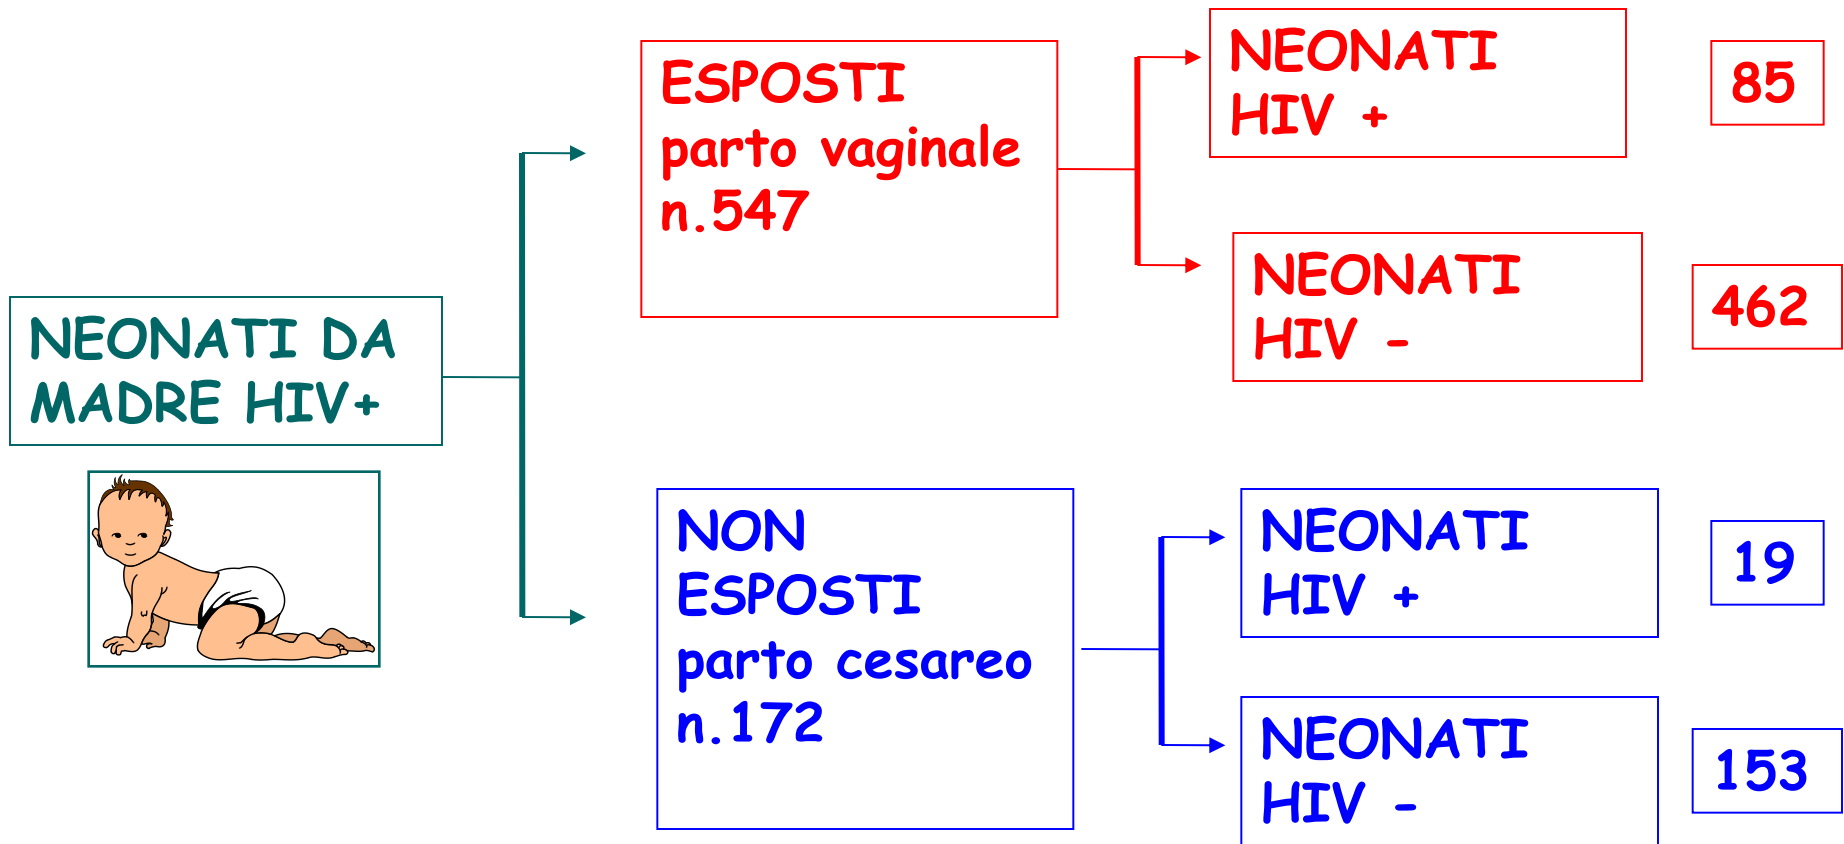 NEONATI DA
MADRE HIV+
ESPOSTI
parto vaginale
n.547
NEONATI
HIV +
85
NEONATI
HIV -
462
NON
ESPOSTI
parto cesareo
n.172
NEONATI
HIV +
19
NEONATI
HIV -
153